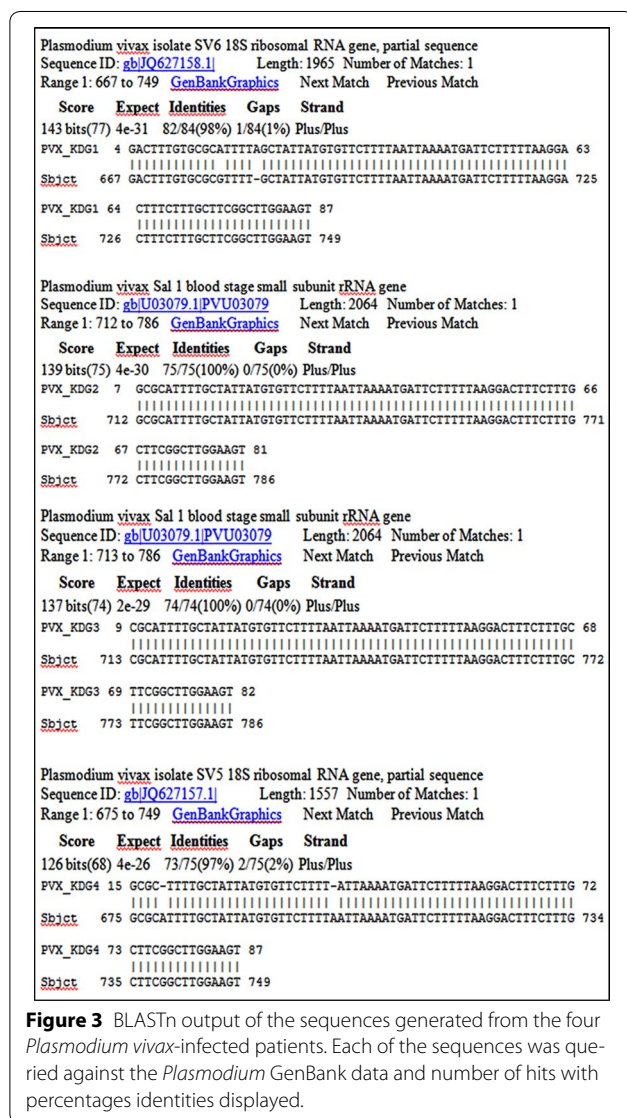 Plasmodium vivax isolate SV6 18S ribosomal RNA gene, partial sequence
Sequence ID: gb|JQ627158.1| Length: 1965 Number of Matches: 1
Range 1: 667 to 749 GenBankGraphics Next Match Previous Match
Score Expect Identities Gaps Strand
143 bits(77) 4e-31 82/84(98%) 1/84(1%) Plus/Plus
PVX_KDG1 4 GACTTTGTGCGCATTTTAGCTATTATGTGTTCTTTTAATTAAAATGATTCTTTTTAAGGA 63
|||||||||||| |||| |||||||||||||||||||||||||||||||||||||||||
Sbjct 667 GACTTTGTGCGCGTTTT-GCTATTATGTGTTCTTTTAATTAAAATGATTCTTTTTAAGGA 725
PVX_KDG1 64 CTTTCTTTGCTTCGGCTTGGAAGT 87
||||||||||||||||||||||||
Sbjct 726 CTTTCTTTGCTTCGGCTTGGAAGT 749
Plasmodium vivax Sal 1 blood stage small subunit rRNA gene
Sequence ID: gb|U03079.1|PVU03079 Length: 2064 Number of Matches: 1
Range 1: 712 to 786 GenBankGraphics Next Match Previous Match
Score Expect Identities Gaps Strand
139 bits(75) 4e-30 75/75(100%) 0/75(0%) Plus/Plus
PVX_KDG2 7 GCGCATTTTGCTATTATGTGTTCTTTTAATTAAAATGATTCTTTTTAAGGACTTTCTTTG 66
||||||||||||||||||||||||||||||||||||||||||||||||||||||||||||
Sbjct 712 GCGCATTTTGCTATTATGTGTTCTTTTAATTAAAATGATTCTTTTTAAGGACTTTCTTTG 771
PVX_KDG2 67 CTTCGGCTTGGAAGT 81
|||||||||||||||
Sbjct 772 CTTCGGCTTGGAAGT 786
Plasmodium vivax Sal 1 blood stage small subunit rRNA gene
Sequence ID: gb|U03079.1|PVU03079 Length: 2064 Number of Matches: 1
Range 1: 713 to 786 GenBankGraphics Next Match Previous Match
Score Expect Identities Gaps Strand
137 bits(74) 2e-29 74/74(100%) 0/74(0%) Plus/Plus
PVX_KDG3 9 CGCATTTTGCTATTATGTGTTCTTTTAATTAAAATGATTCTTTTTAAGGACTTTCTTTGC 68
||||||||||||||||||||||||||||||||||||||||||||||||||||||||||||
Sbjct 713 CGCATTTTGCTATTATGTGTTCTTTTAATTAAAATGATTCTTTTTAAGGACTTTCTTTGC 772
PVX_KDG3 69 TTCGGCTTGGAAGT 82
||||||||||||||
Sbjct 773 TTCGGCTTGGAAGT 786
Plasmodium vivax isolate SV5 18S ribosomal RNA gene, partial sequence
Sequence ID: gb|JQ627157.1| Length: 1557 Number of Matches: 1
Range 1: 675 to 749 GenBankGraphics Next Match Previous Match
Score Expect Identities Gaps Strand
126 bits(68) 4e-26 73/75(97%) 2/75(2%) Plus/Plus
PVX_KDG4 15 GCGC-TTTTGCTATTATGTGTTCTTTT-ATTAAAATGATTCTTTTTAAGGACTTTCTTTG 72
|||| |||||||||||||||||||||| ||||||||||||||||||||||||||||||||
Sbjct 675 GCGCATTTTGCTATTATGTGTTCTTTTAATTAAAATGATTCTTTTTAAGGACTTTCTTTG 734
PVX_KDG4 73 CTTCGGCTTGGAAGT 87
|||||||||||||||
Sbjct 735 CTTCGGCTTGGAAGT 749
Figure 3 BLASTn output of the sequences generated from the four
Plasmodium vivax-infected patients. Each of the sequences was que-
ried against the Plasmodium GenBank data and number of hits with
percentages identities displayed.